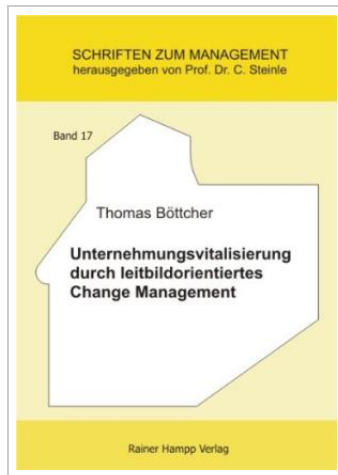 SCHRIFTEN ZUM MANAGEMENT
herausgegeben von Prof. Dr. C. Steinle
Band 17
Thomas Böttcher
Unternehmungsvitalisierung
durch leitbildorientiertes
Change Management
Rainer Hampp Verlag